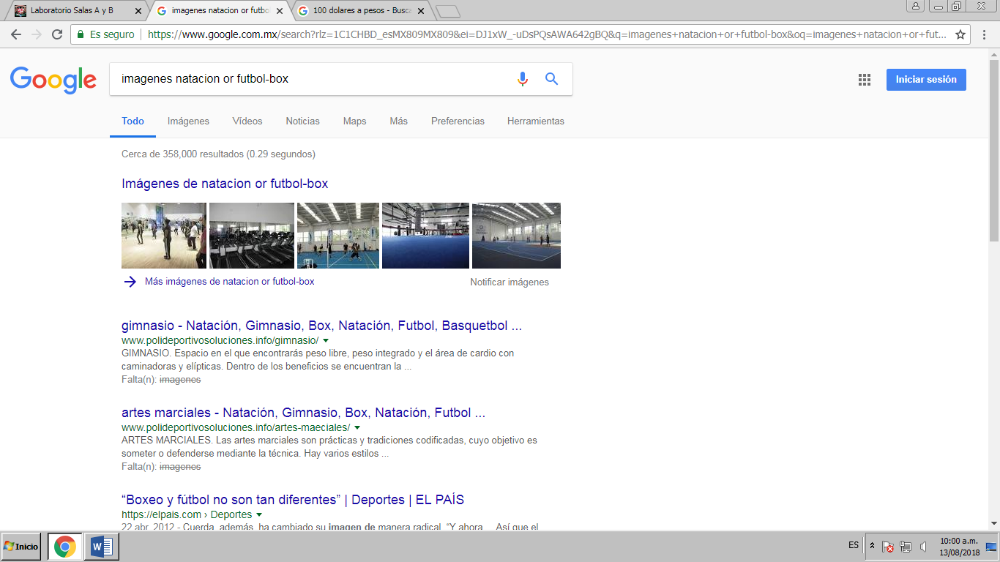 Laboratorio Salas A y B
imagenes natacion or futbo
100 dolares a pesos - Busca
Es seguro
https://www.google.com.mx/search?rlz=1C1CHBD_esMX809MX809&ei=DJ1xW_-uDsPQsAWA642gBQ&q=imagenes+natacion+or+futbol-box&oq=imagenes+natacion+or+fut...
Google
imagenes natacion or futbol-box
Iniciar sesión
Todo Imágenes Vídeos Noticias Maps Más Preferencias Herramientas
Cerca de 358,000 resultados (0.29 segundos)
Imágenes de natacion or futbol-box
Más imágenes de natacion or futbol-box
Notificar imágenes
gimnasio - Natación, Gimnasio, Box, Natación, Futbol, Basquetbol ...
www.polideportivosoluciones.info/gimnasio/
GIMNASIO. Espacio en el que encontrarás peso libre, peso integrado y el área de cardio con
caminadoras y elípticas. Dentro de los beneficios se encuentran la ...
Falta(n): imagenes
artes marciales - Natación, Gimnasio, Box, Natación, Futbol ...
www.polideportivosoluciones.info/artes-maeciales/
ARTES MARCIALES. Las artes marciales son prácticas y tradiciones codificadas, cuyo objetivo es
someter o defenderse mediante la técnica. Hay varios estilos ...
Falta(n): imagenes
“Boxeo y fútbol no son tan diferentes” | Deportes | EL PAÍS
https://elpais.com › Deportes
22 abr. 2012 - Cuerda, además, ha cambiado su imagen de manera radical. “Y ahora ... Así que el
Inicio
ES
10:00 a.m.
13/08/2018